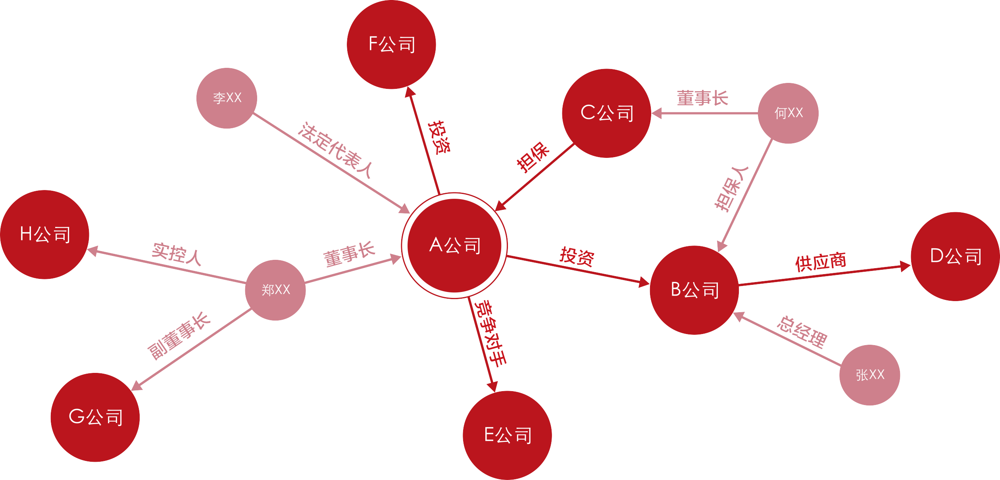 F公司
李XX
C公司
董事长
何XX
投资
法定代表人
担保
担保人
H公司
A公司
实控人
董事长
投资
供应商
D公司
郑XX
B公司
竞争对手
副董事长
总经理
张XX
G公司
E公司